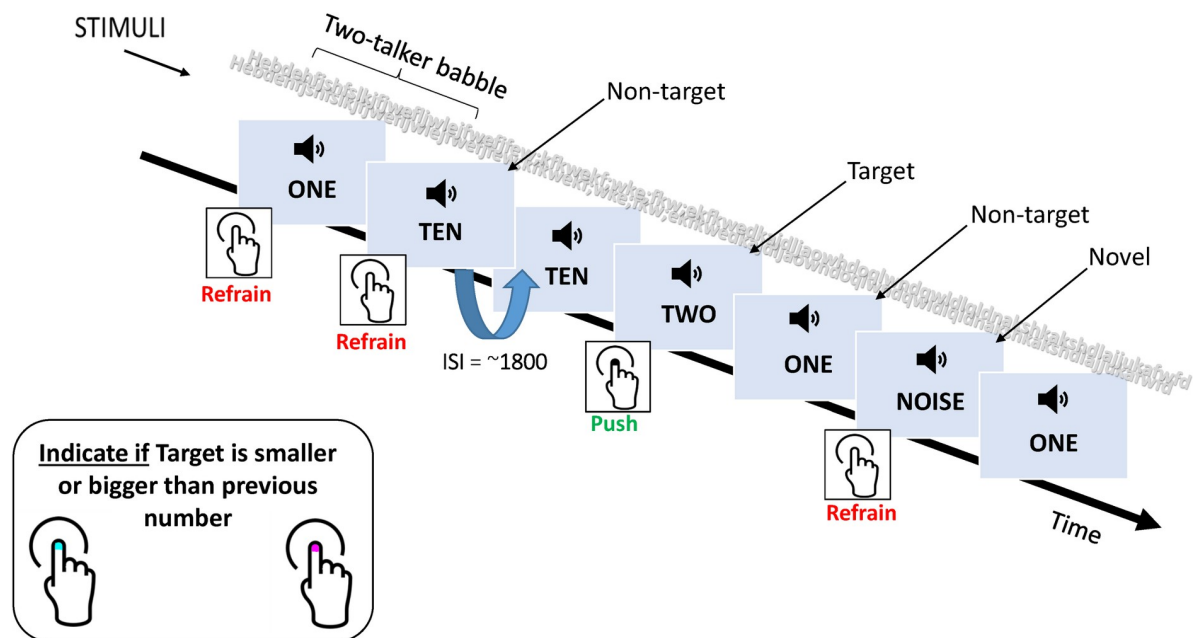 STIMULI
Two-talker babble
Non-target
Target
Non-target
Novel
ONE
TEN
TEN
TWO
ONE
NOISE
ONE
Refrain
Refrain
ISI = ~1800
Push
Refrain
Time
Indicate if Target is smaller
or bigger than previous
number